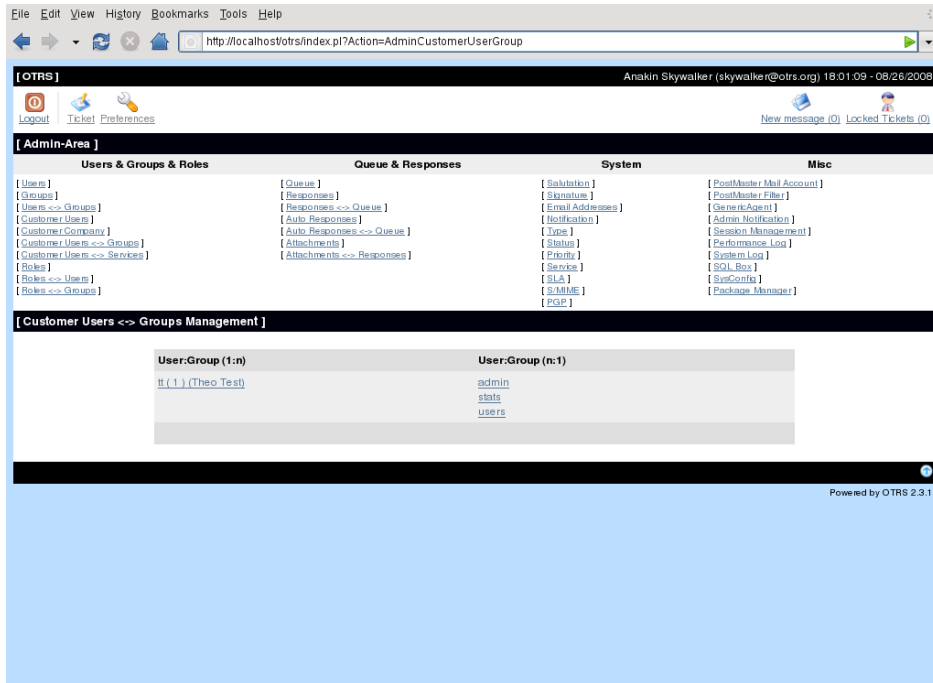 File Edit View History Bookmarks Tools Help
http://localhost/otrs/index.pl?Action=AdminCustomerUserGroup
[ OTRS ] Anakin Skywalker (skywalker@otrs.org) 18:01:09 - 08/26/2008
Logout Ticket Preferences New message (0) Locked Tickets (0)
[ Admin-Area ]
Users & Groups & Roles Queue & Responses System Misc
[ Users ] [ Queue ] [ Salutation ] [ PostMaster Mail Account ]
[ Groups ] [ Responses ] [ Signature ] [ PostMaster Filter ]
[ Users <-> Groups ] [ Responses <-> Queue ] [ Email Addresses ] [ GenericAgent ]
[ Customer Users ] [ Auto Responses ] [ Notification ] [ Admin Notification ]
[ Customer Company ] [ Auto Responses <-> Queue ] [ Type ] [ Session Management ]
[ Customer Users <-> Groups ] [ Attachments ] [ Status ] [ Performance Log ]
[ Customer Users <-> Services ] [ Attachments <-> Responses ] [ Priority ] [ System Log ]
[ Roles ] [ Service ] [ SQL Box ]
[ Roles <-> Users ] [ SLA ] [ SysConfig ]
[ Roles <-> Groups ] [ S/MIME ] [ Package Manager ]
[ PGP ]
[ Customer Users <-> Groups Management ]
User:Group (1:n) User:Group (n:1)
tt ( 1 ) (Theo Test) admin
stats
users
Powered by OTRS 2.3.1